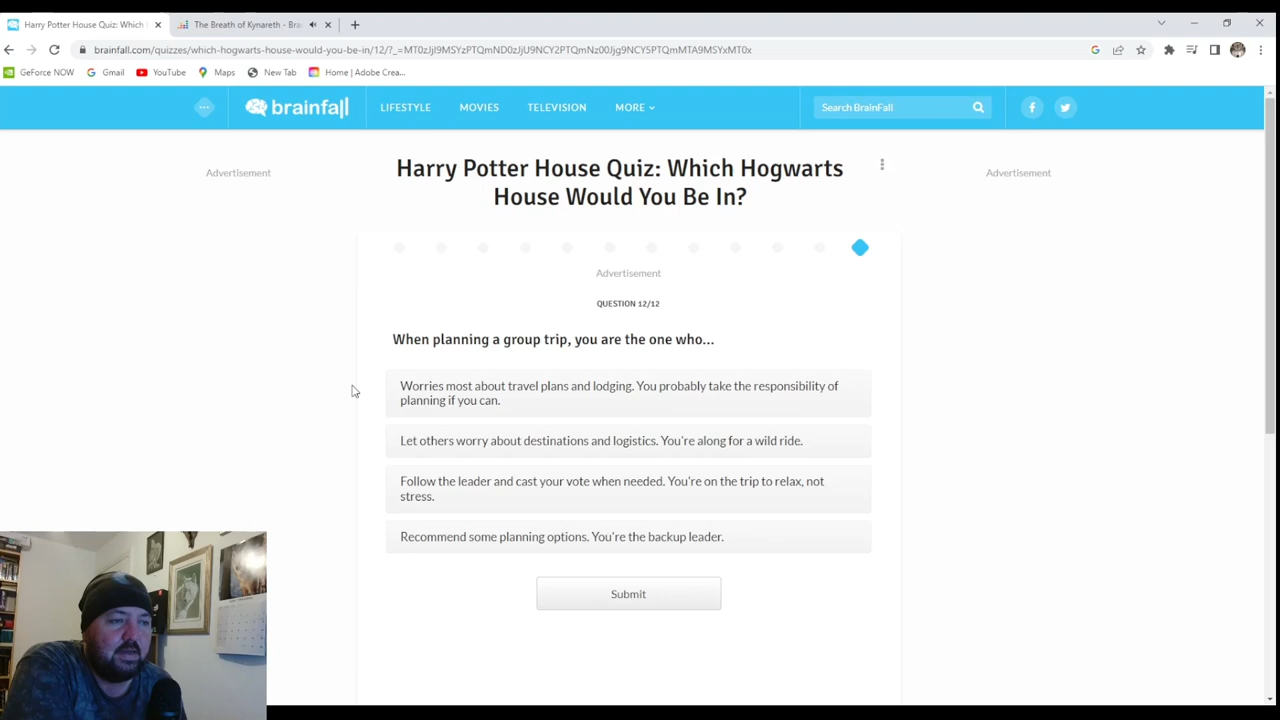 Harry Potter House Quiz: Which H
The Breath of Kynareth - Bra
brainfall.com/quizzes/which-hogwarts-house-would-you-be-in/12/?_=MT0zJjI9MSYzPTQmND0zJjU9NCY2PTQmNz00Jjg9NCY5PTQmMTA9MSYxMT0x
GeForce NOW
Gmail
YouTube
Maps
New Tab
Home | Adobe Crea...
brainfall
LIFESTYLE
MOVIES
TELEVISION
MORE
Search BrainFall
Advertisement
Harry Potter House Quiz: Which Hogwarts
House Would You Be In?
Advertisement
Advertisement
QUESTION 12/12
When planning a group trip, you are the one who...
Worries most about travel plans and lodging. You probably take the responsibility of
planning if you can.
Let others worry about destinations and logistics. You're along for a wild ride.
Follow the leader and cast your vote when needed. You're on the trip to relax, not
stress.
Recommend some planning options. You're the backup leader.
Submit